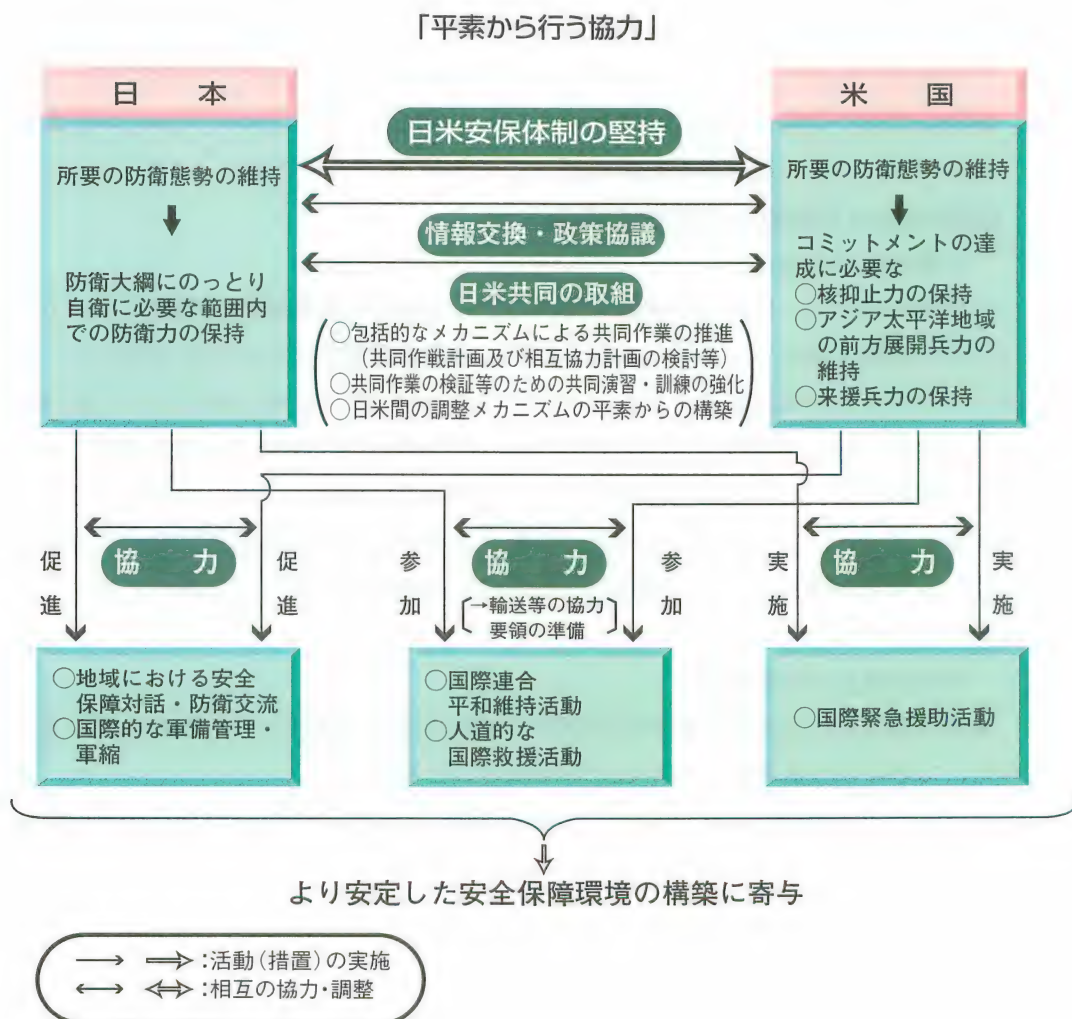 「平素から行う協力」
日 本
米 国
所要の防衛態勢の維持
防衛大綱にのっとり
自衛に必要な範囲内
での防衛力の保持
日米安保体制の堅持
情報交換・政策協議
日米共同の取組
○包括的なメカニズムによる共同作業の推進
（共同作戦計画及び相互協力計画の検討等）
○共同作業の検証等のための共同演習・訓練の強化
○日米間の調整メカニズムの平素からの構築
所要の防衛態勢の維持
コミットメントの達
成に必要な
○核抑止力の保持
○アジア太平洋地域
の前方展開兵力の
維持
○来援兵力の保持
促進
協 力
促進
参加
協 力
→輸送等の協力
要領の準備
参加
実施
協 力
実施
○地域における安全
保障対話・防衛交流
○国際的な軍備管理・
軍縮
○国際連合
平和維持活動
○人道的な
国際救援活動
○国際緊急援助活動
より安定した安全保障環境の構築に寄与
→ ⇒ :活動(措置)の実施
↔ ⇔ :相互の協力・調整